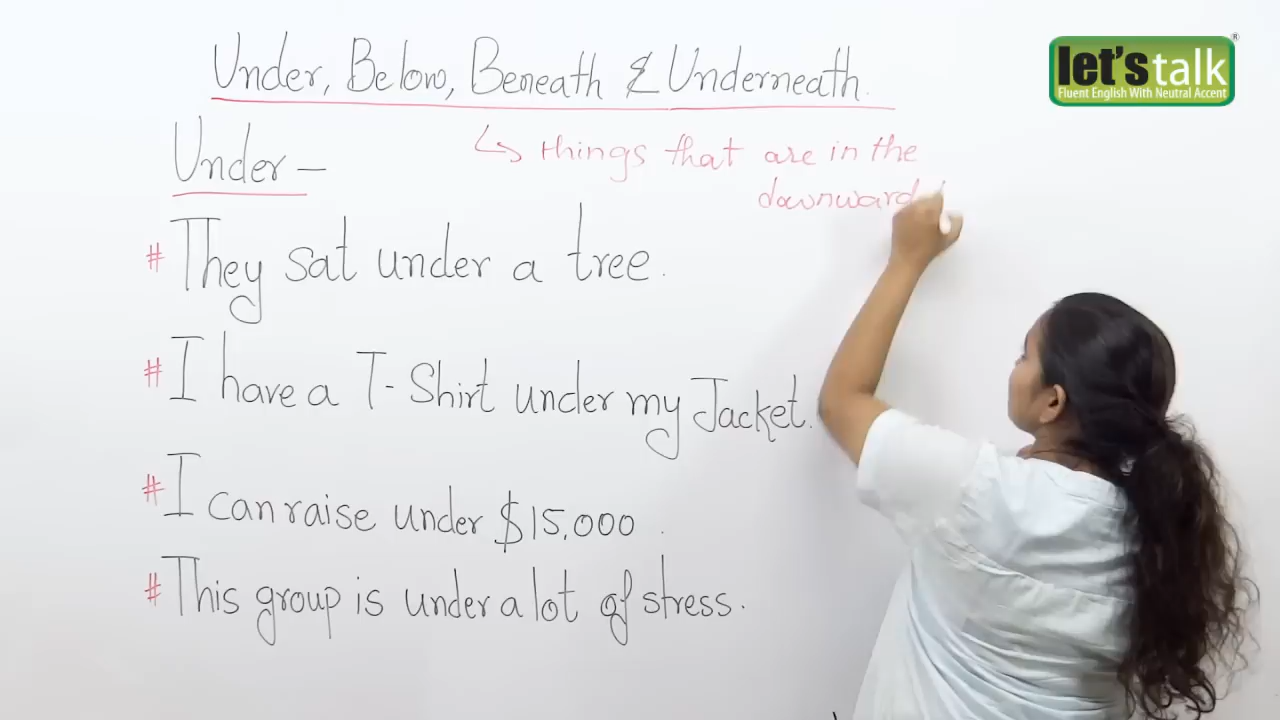 Under, Below, Beneath & Underneath.
let's talk ®
Fluent English With Neutral Accent
↳ things that are in the
downward
Under –
# They sat under a tree.
# I have a T-Shirt under my Jacket.
# I can raise under $15,000.
# This group is under a lot of stress.